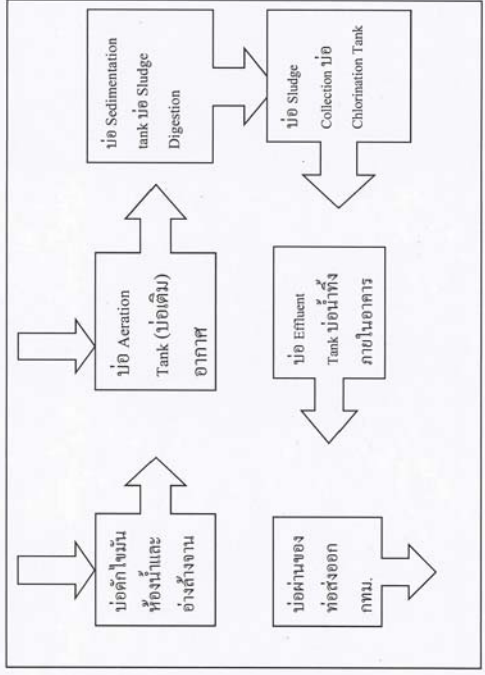 บ่อดักไขมัน
ห้องน้ำและ
อ่างล้างจาน
บ่อ Aeration
Tank (บ่อเติม)
อากาศ
บ่อ Sedimentation
tank บ่อ Sludge
Digestion
บ่อ Sludge
Collection บ่อ
Chlorination Tank
บ่อ Effluent
Tank บ่อน้ำทิ้ง
ภายในอาคาร
บ่อผ่านของ
ท่อส่งออก
กทม.